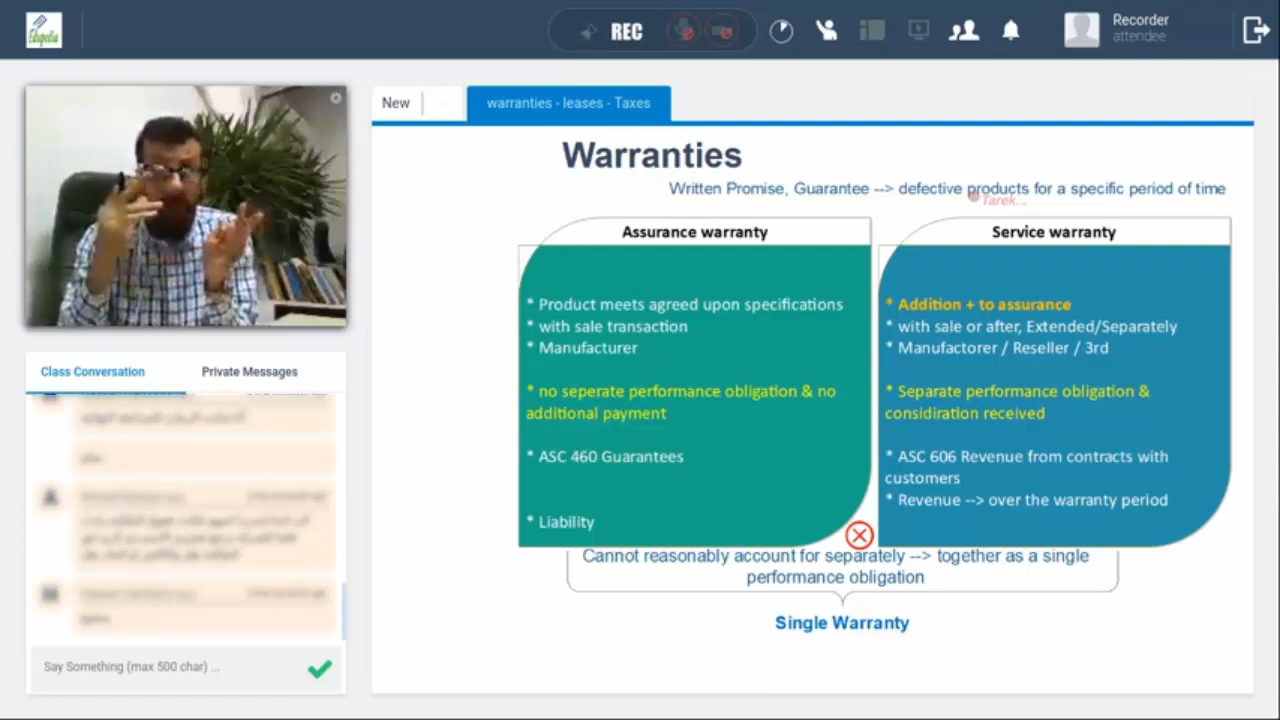 Edupedia
REC
Recorder
attendee
New
warranties - leases - Taxes
Warranties
Written Promise, Guarantee --> defective products for a specific period of time
Tarek...
Assurance warranty
* Product meets agreed upon specifications
* with sale transaction
* Manufacturer
* no seperate performance obligation & no
additional payment
* ASC 460 Guarantees
* Liability
Service warranty
* Addition + to assurance
* with sale or after, Extended/Separately
* Manufactorer / Reseller / 3rd
* Separate performance obligation &
considiration received
* ASC 606 Revenue from contracts with
customers
* Revenue --> over the warranty period
Cannot reasonably account for separately --> together as a single
performance obligation
Single Warranty
Class Conversation
Private Messages
Say Something (max 500 char) ...